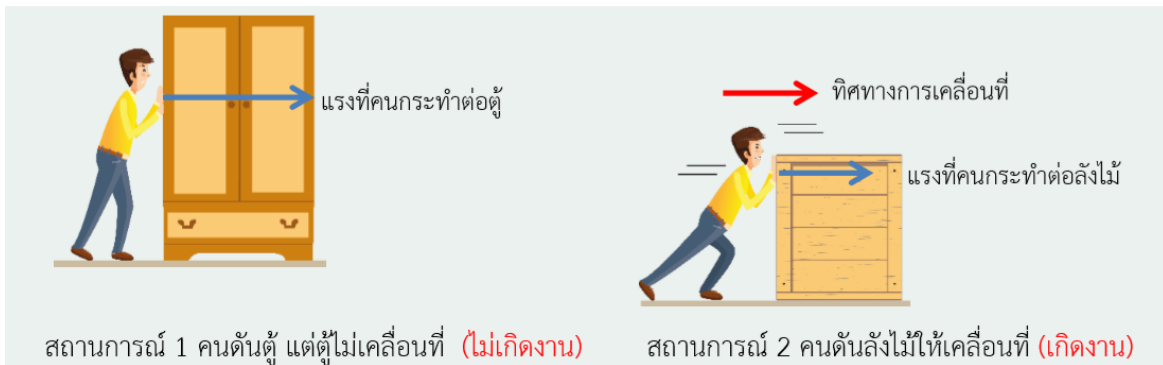 แรงที่คนกระทำต่อตู้
สถานการณ์ 1 คนดันตู้ แต่ตู้ไม่เคลื่อนที่ (ไม่เกิดงาน)
ทิศทางการเคลื่อนที่
แรงที่คนกระทำต่อลังไม้
สถานการณ์ 2 คนดันลังไม้ให้เคลื่อนที่ (เกิดงาน)